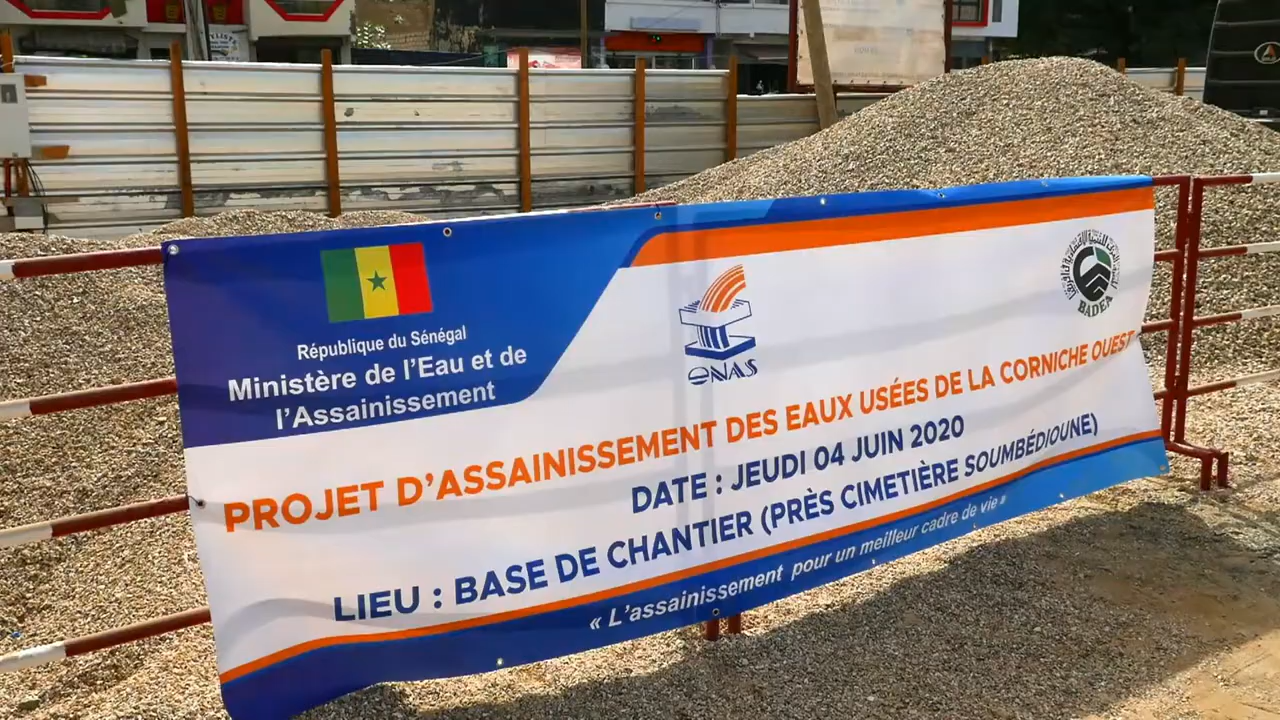 République du Sénégal
Ministère de l'Eau et de
l'Assainissement
ONAS
BADEA
PROJET D'ASSAINISSEMENT DES EAUX USÉES DE LA CORNICHE OUEST
DATE : JEUDI 04 JUIN 2020
LIEU : BASE DE CHANTIER (PRÈS CIMETIÈRE SOUMBÉDIOUNE)
« L'assainissement pour un meilleur cadre de vie »